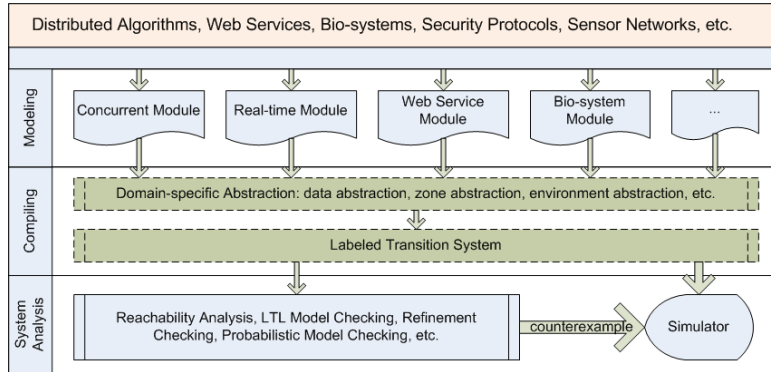 Distributed Algorithms, Web Services, Bio-systems, Security Protocols, Sensor Networks, etc.
Modeling
Concurrent Module
Real-time Module
Web Service
Module
Bio-system
Module
...
Compiling
Domain-specific Abstraction: data abstraction, zone abstraction, environment abstraction, etc.
Labeled Transition System
System
Analysis
Reachability Analysis, LTL Model Checking, Refinement
Checking, Probabilistic Model Checking, etc.
counterexample
Simulator